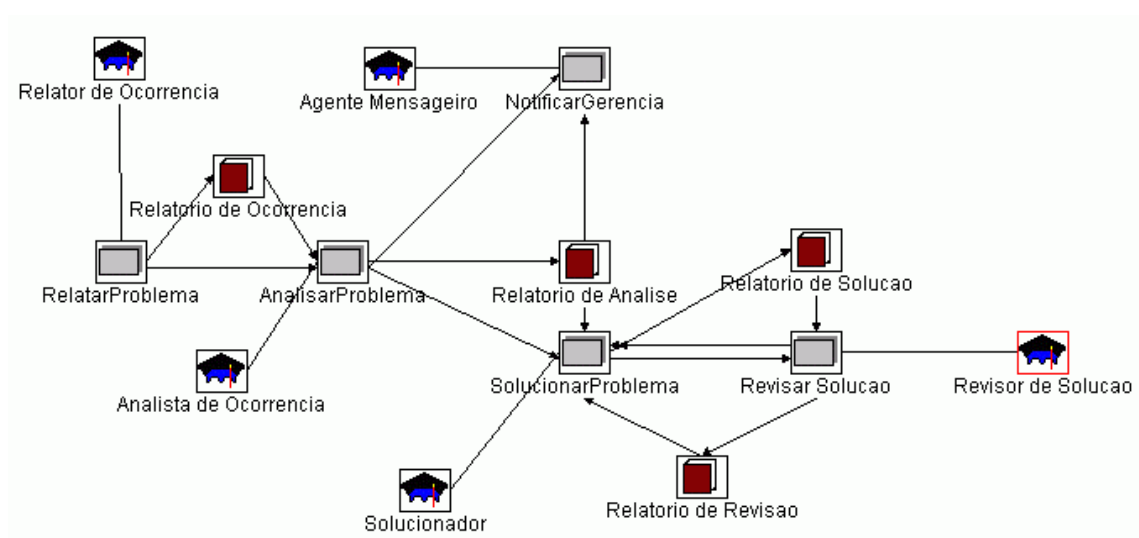 Relator de Ocorrencia
Agente Mensageiro
NotificarGerencia
Relatorio de Ocorrencia
RelatarProblema
AnalisarProblema
Relatorio de Analise
Relatorio de Solucao
SolucionarProblema
Revisar Solucao
Revisor de Solucao
Analista de Ocorrencia
Solucionador
Relatorio de Revisao